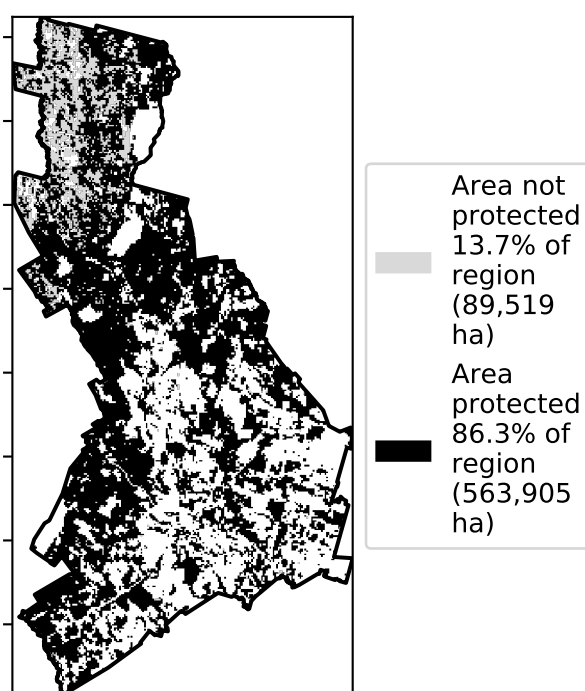 Area not
protected
13.7% of
region
(89,519
ha)
Area
protected
86.3% of
region
(563,905
ha)